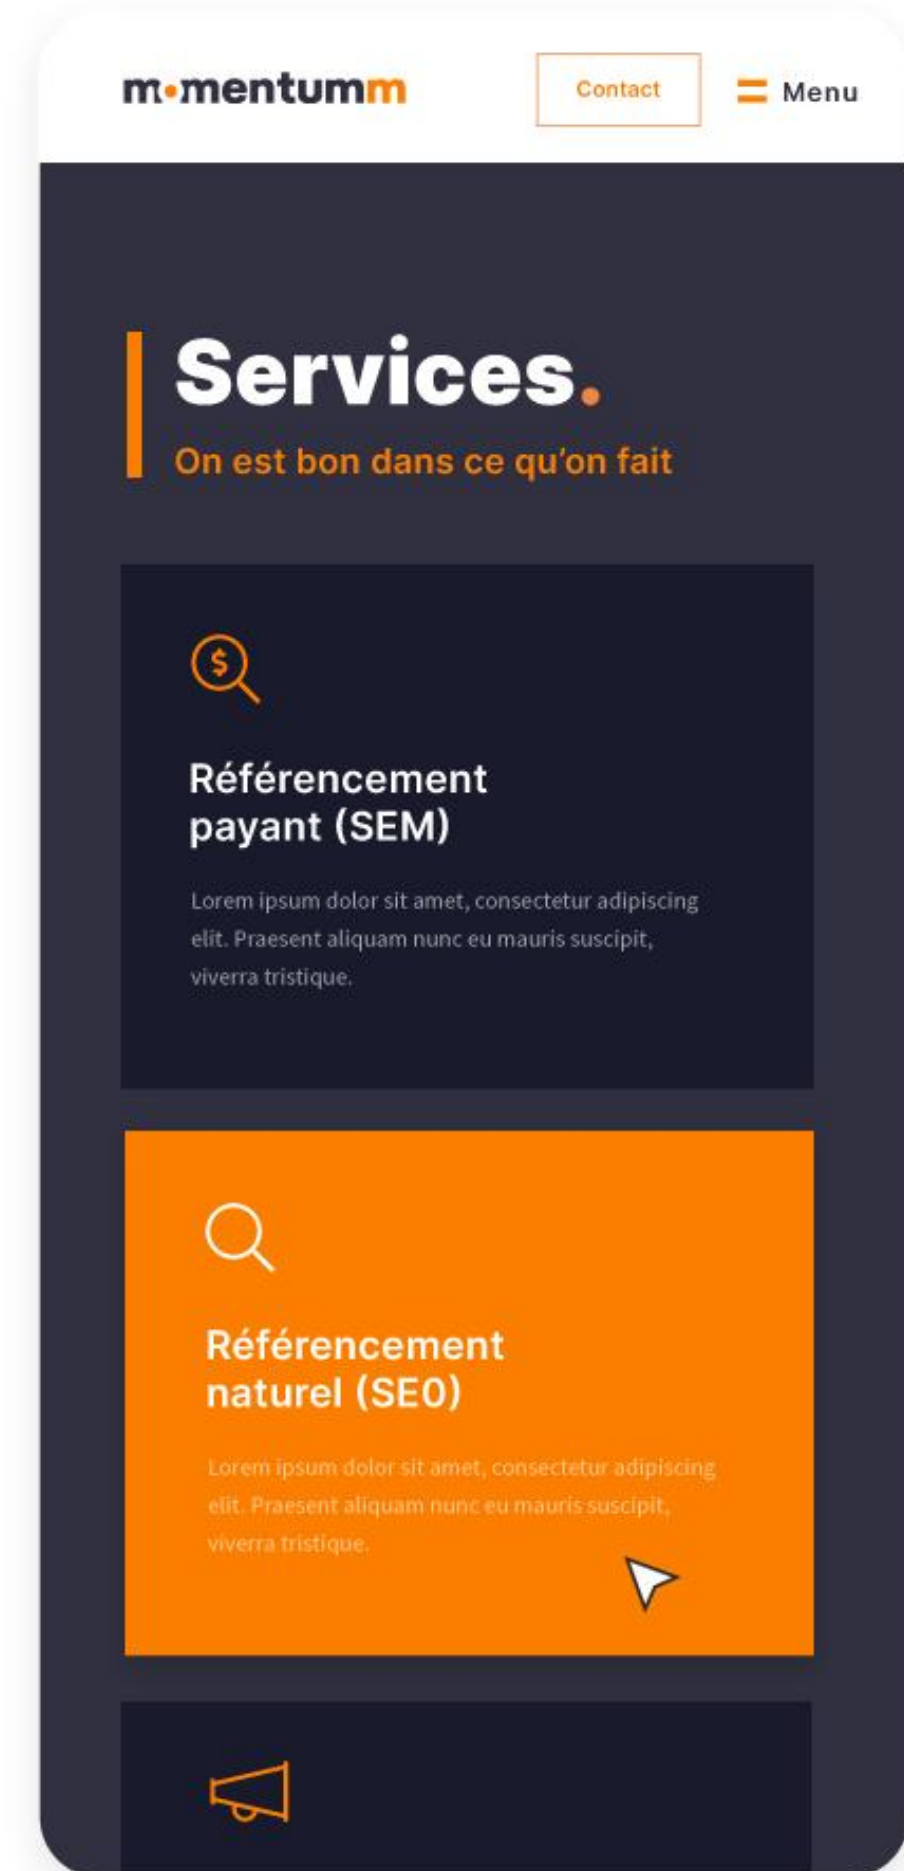 m•mentumm
Contact
Menu
Services.
On est bon dans ce qu'on fait
$
Référencement
payant (SEM)
Lorem ipsum dolor sit amet, consectetur adipiscing
elit. Praesent aliquam nunc eu mauris suscipit,
viverra tristique.
Référencement
naturel (SE0)
Lorem ipsum dolor sit amet, consectetur adipiscing
elit. Praesent aliquam nunc eu mauris suscipit,
viverra tristique.